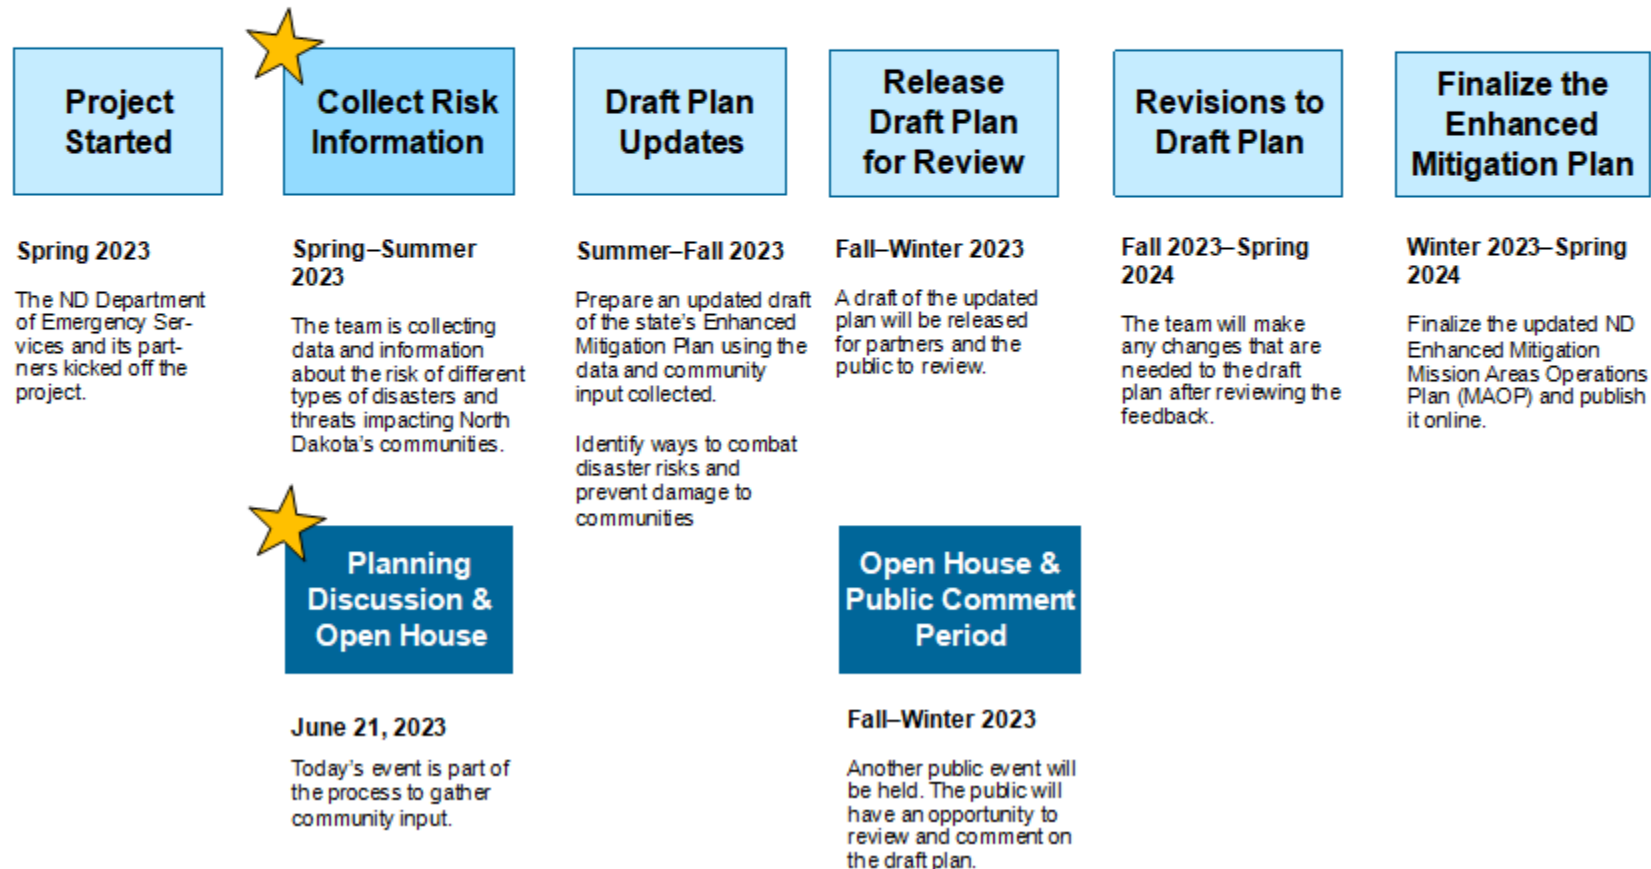 Project
Started
Spring 2023
The ND Department
of Emergency Ser-
vices and its part-
ners kicked off the
project.
Collect Risk
Information
Spring–Summer
2023
The team is collecting
data and information
about the risk of different
types of disasters and
threats impacting North
Dakota's communities.
Planning
Discussion &
Open House
June 21, 2023
Today's event is part of
the process to gather
community input.
Draft Plan
Updates
Summer–Fall 2023
Prepare an updated draft
of the state's Enhanced
Mitigation Plan using the
data and community
input collected.
Identify ways to combat
disaster risks and
prevent damage to
communities
Release
Draft Plan
for Review
Fall–Winter 2023
A draft of the updated
plan will be released
for partners and the
public to review.
Open House &
Public Comment
Period
Fall–Winter 2023
Another public event will
be held. The public will
have an opportunity to
review and comment on
the draft plan.
Revisions to
Draft Plan
Fall 2023–Spring
2024
The team will make
any changes that are
needed to the draft
plan after reviewing the
feedback.
Finalize the
Enhanced
Mitigation Plan
Winter 2023–Spring
2024
Finalize the updated ND
Enhanced Mitigation
Mission Areas Operations
Plan (MAOP) and publish
it online.